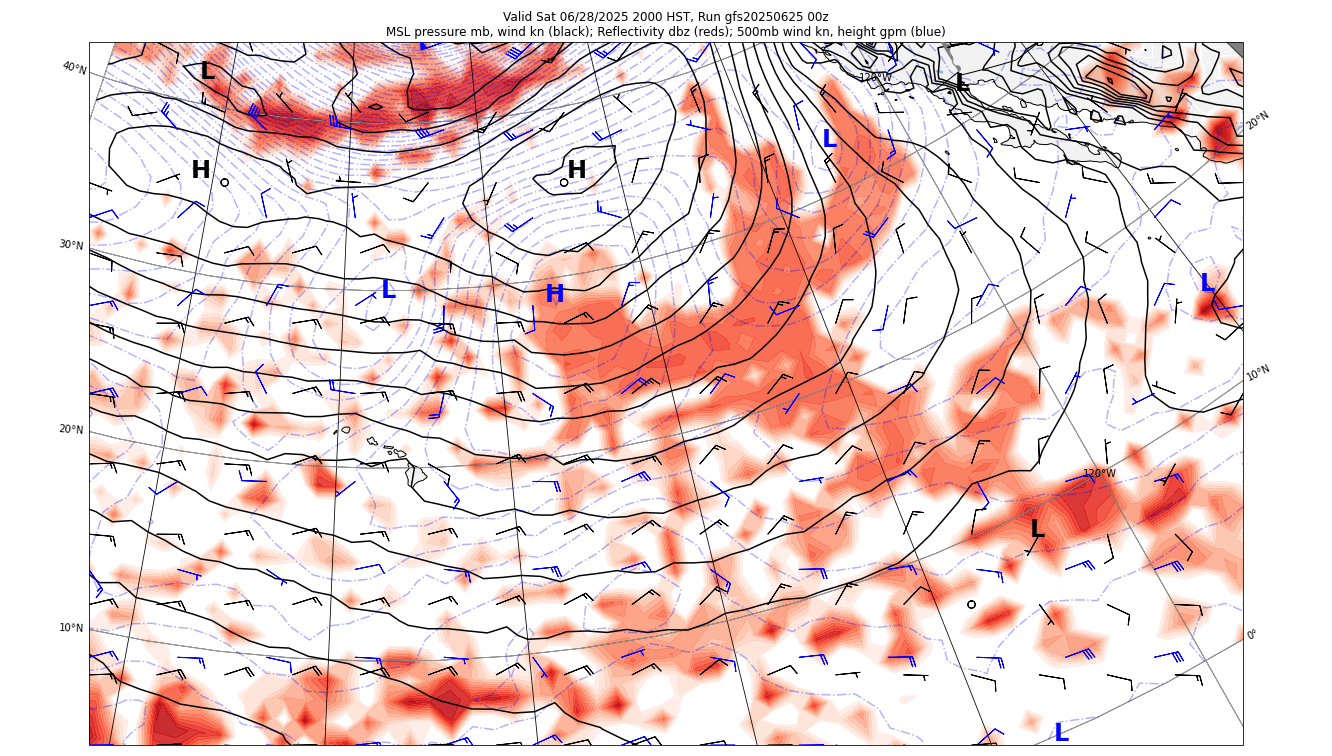 Valid Sat 06/28/2025 2000 HST, Run gfs20250625 00z
MSL pressure mb, wind kn (black); Reflectivity dbz (reds); 500mb wind kn, height gpm (blue)
40°N
L
120°W
L
20°N
L
H
H
30°N
L
H
L
10°N
20°N
120°W
L
10°N
0°
L